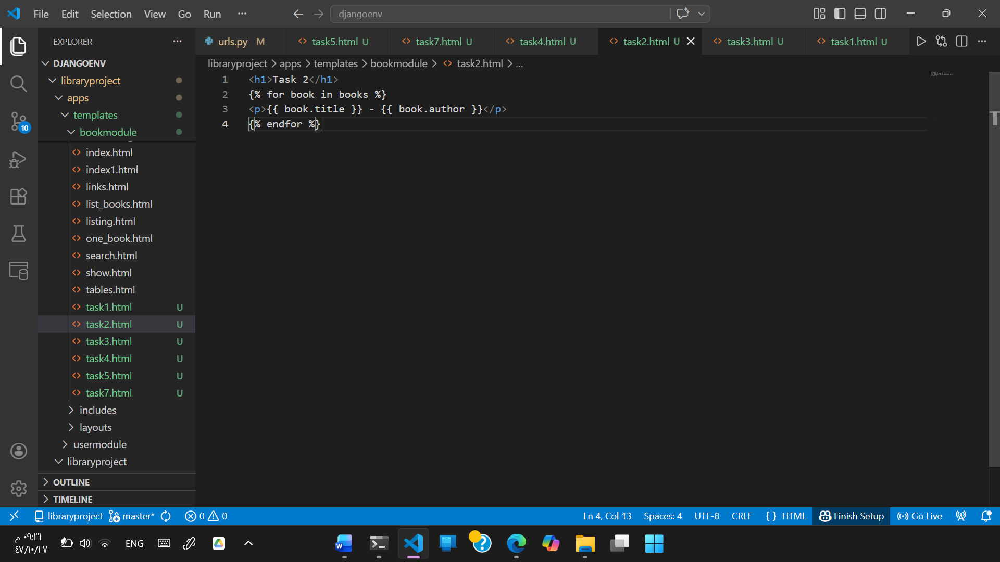 File Edit Selection View Go Run ...
djangoenv
EXPLORER
DJANGOENV
libraryproject
apps
templates
bookmodule
index.html
index1.html
links.html
list_books.html
listing.html
one_book.html
search.html
show.html
tables.html
task1.html U
task2.html U
task3.html U
task4.html U
task5.html U
task7.html U
includes
layouts
usermodule
libraryproject
OUTLINE
TIMELINE
urls.py M
task5.html U
task7.html U
task4.html U
task2.html U
task3.html U
task1.html U
libraryproject > apps > templates > bookmodule > task2.html > ...
1 <h1>Task 2</h1>
2 {% for book in books %}
3 <p>{{ book.title }} - {{ book.author }}</p>
4 {% endfor %}
10
libraryproject master* 0 0
Ln 4, Col 13 Spaces: 4 UTF-8 CRLF {} HTML Finish Setup Go Live
٠٩:٣١ م
٤٧/١٠/٢٧
ENG